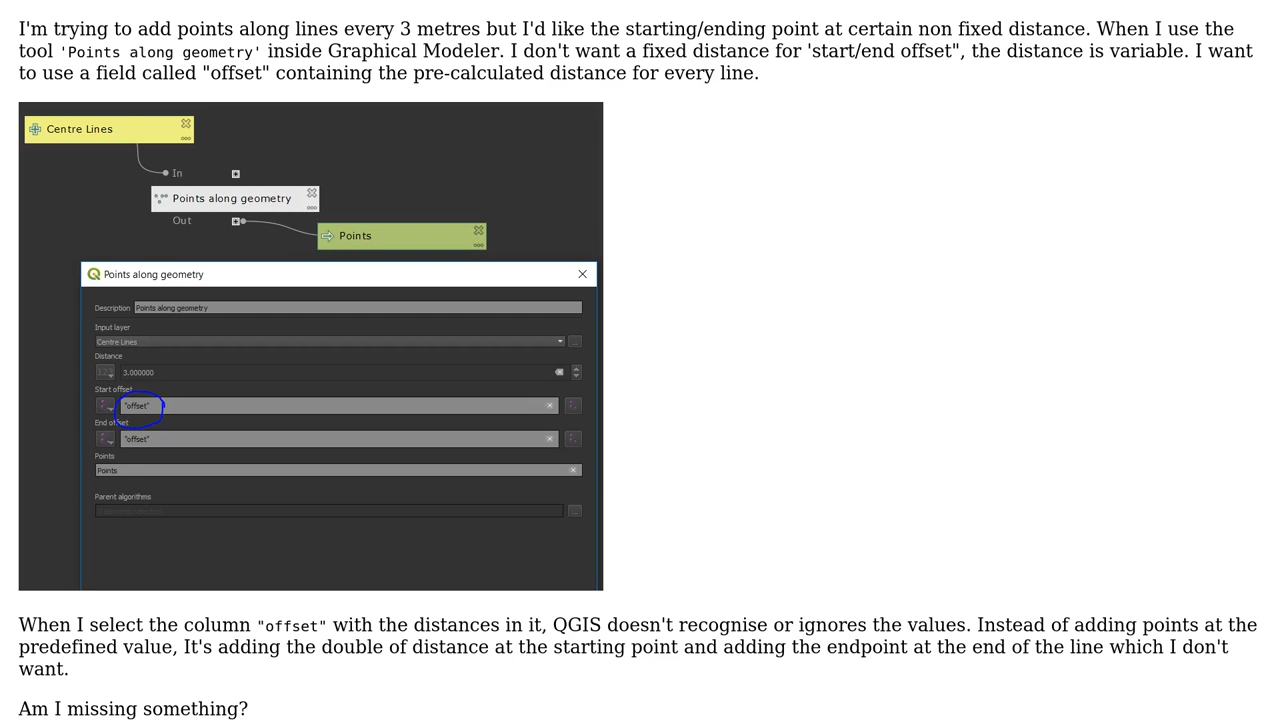 I'm trying to add points along lines every 3 metres but I'd like the starting/ending point at certain non fixed distance. When I use the
tool 'Points along geometry' inside Graphical Modeler. I don't want a fixed distance for 'start/end offset", the distance is variable. I want
to use a field called "offset" containing the pre-calculated distance for every line.
Centre Lines
In
Points along geometry
Out
Points
Points along geometry
Description Points along geometry
Input layer
Centre Lines
Distance
123 3.000000
Start offset
"offset"
End offset
"offset"
Points
Points
Parent algorithms
When I select the column "offset" with the distances in it, QGIS doesn't recognise or ignores the values. Instead of adding points at the
predefined value, It's adding the double of distance at the starting point and adding the endpoint at the end of the line which I don't
want.
Am I missing something?